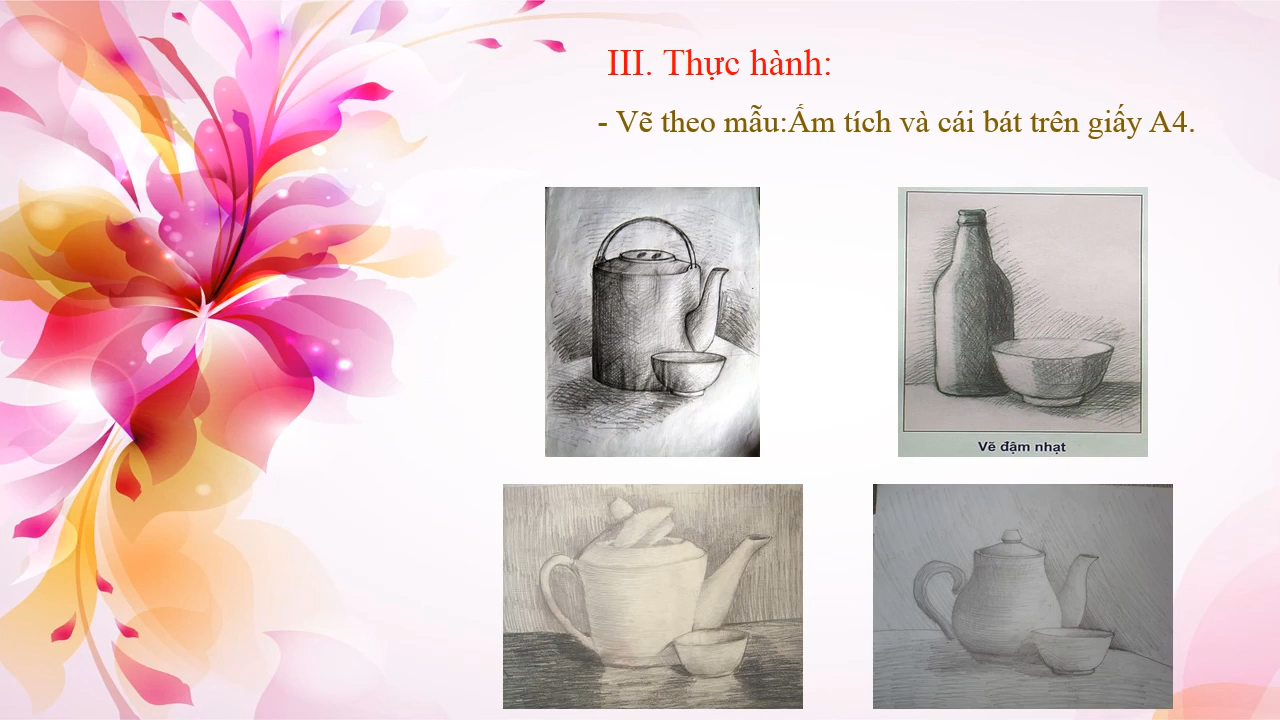 III. Thực hành:
- Vẽ theo mẫu:Ấm tích và cái bát trên giấy A4.
Vẽ đậm nhạt